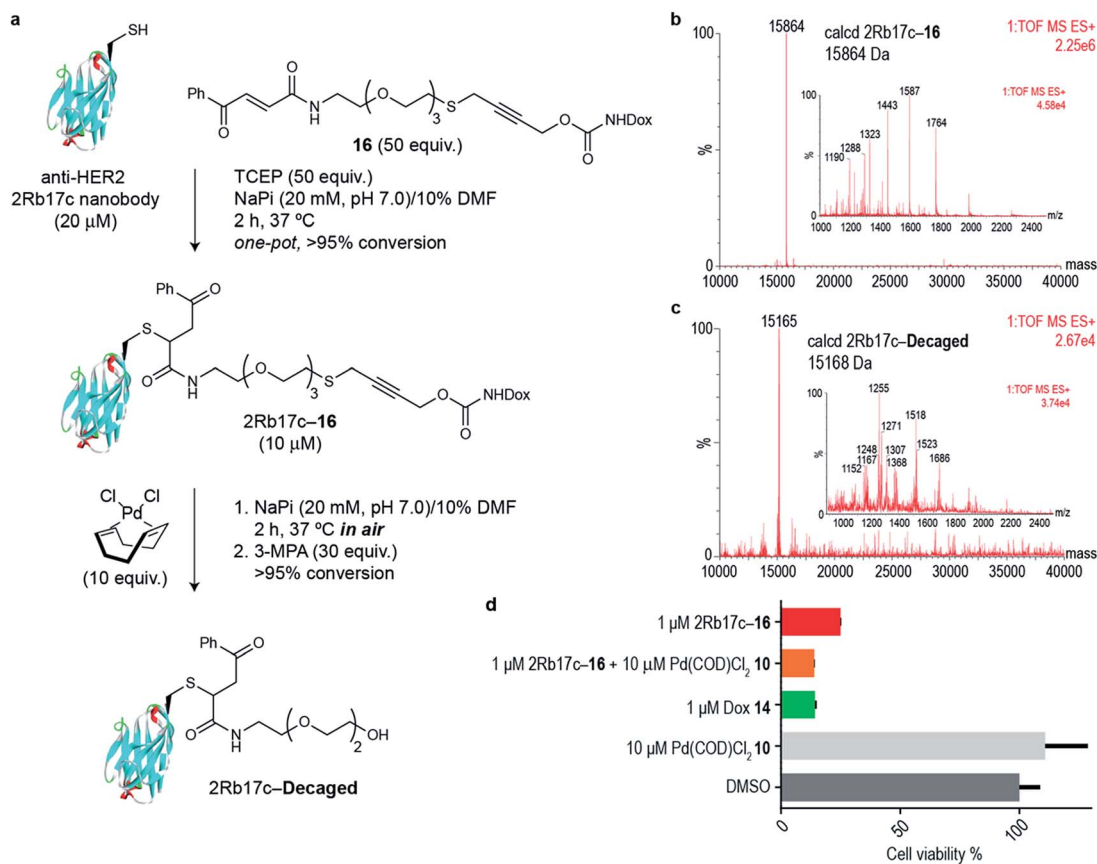 a
SH
anti-HER2
2Rb17c nanobody
(20 µM)
Ph
O
O
N
H
O
3
S
O
O
NHDox
16 (50 equiv.)
TCEP (50 equiv.)
NaPi (20 mM, pH 7.0)/10% DMF
2 h, 37 ºC
one-pot, >95% conversion
Ph
O
S
O
N
H
O
3
S
O
O
NHDox
2Rb17c–16
(10 µM)
Cl
Cl
Pd
(10 equiv.)
1. NaPi (20 mM, pH 7.0)/10% DMF
2 h, 37 ºC in air
2. 3-MPA (30 equiv.)
>95% conversion
Ph
O
S
O
N
H
O
2
OH
2Rb17c–Decaged
b
15864
100
%
0
calcd 2Rb17c–16
15864 Da
1:TOF MS ES+
2.25e6
1:TOF MS ES+
4.58e4
100
%
0
1190
1288
1323
1443
1587
1764
m/z
1000 1200 1400 1600 1800 2000 2200 2400
mass
10000 15000 20000 25000 30000 35000 40000
c
15165
100
%
0
calcd 2Rb17c–Decaged
15168 Da
1:TOF MS ES+
2.67e4
1:TOF MS ES+
3.74e4
100
%
0
1255
1271
1248
1167
1152
1307
1368
1518
1523
1686
m/z
1000 1200 1400 1600 1800 2000 2200 2400
mass
10000 15000 20000 25000 30000 35000 40000
d
1 µM 2Rb17c–16
1 µM 2Rb17c–16 + 10 µM Pd(COD)Cl2 10
1 µM Dox 14
10 µM Pd(COD)Cl2 10
DMSO
0 50 100
Cell viability %